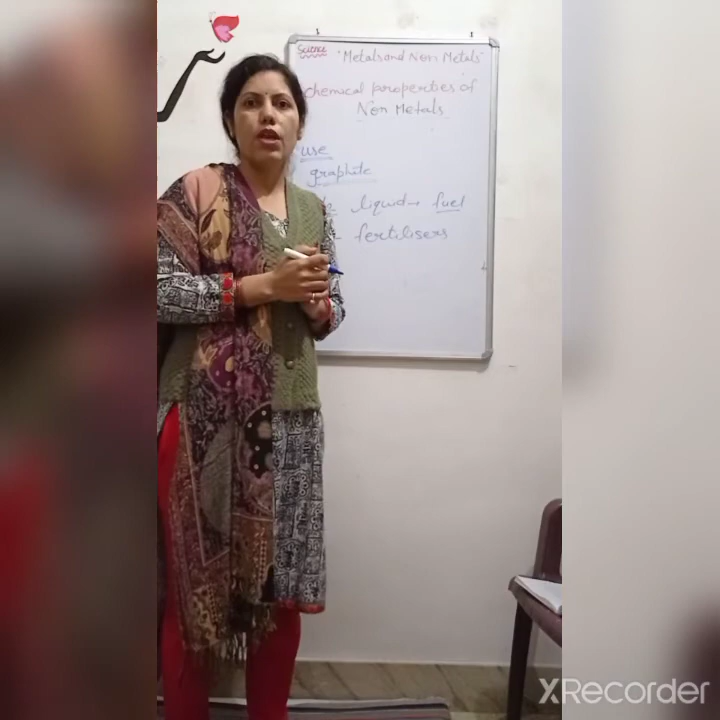 Science "Metals and Non Metals"
chemical properties of
Non Metals
use
graphite
liquid → fuel
- fertilisers
XRecorder